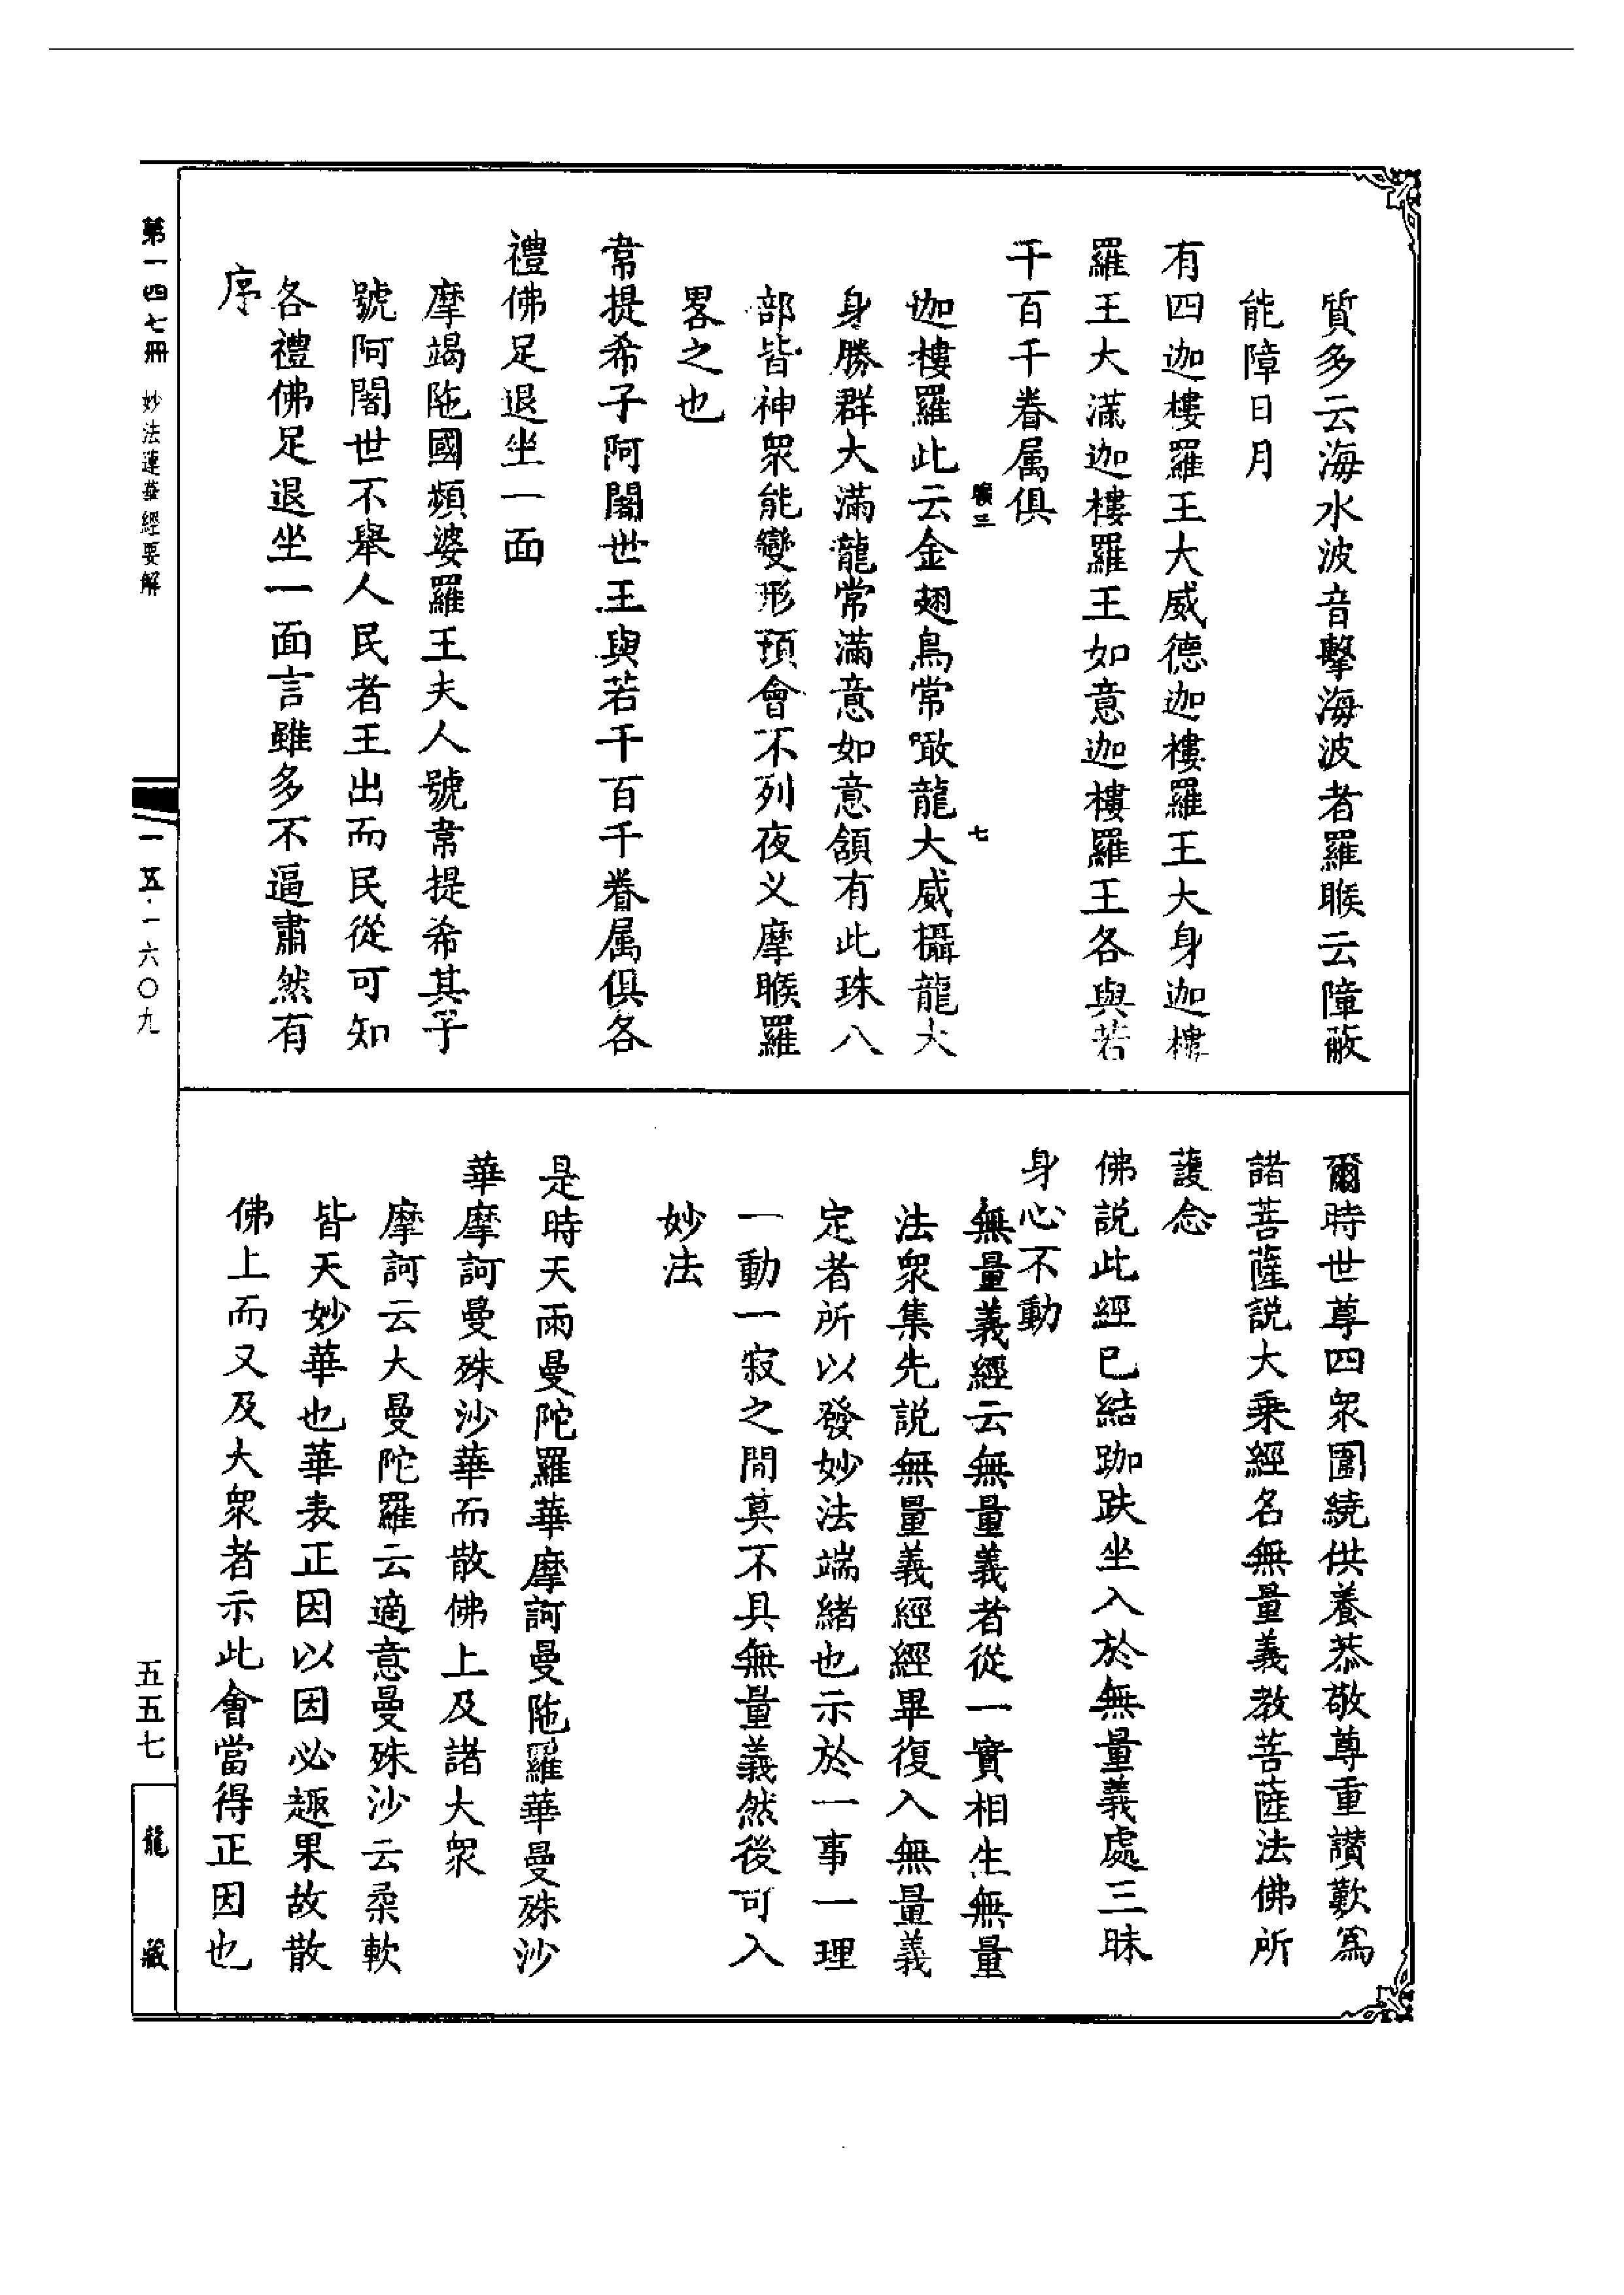 質多云海水波音擊海波者羅睺云障蔽
能障日月
有四迦樓羅王大威德迦樓羅王大身迦樓
羅王大滿迦樓羅王如意迦樓羅王各與若
千百千眷属俱
迦樓羅此云金翅鳥常噉龍大威攝龍大
身勝群大滿龍常滿意如意頷有此珠八
部皆神衆能變形預會不列夜义摩睺羅
畧之也
韋提希子阿闍世王與若干百千眷属俱各
禮佛足退坐一面
摩竭陁國頻婆羅王夫人號韋提希其子
號阿闍世不舉人民者王出而民從可知
各禮佛足退坐一面言雖多不逼肅然有
序
七
爾時世尊四衆圍繞供養恭敬尊重讃歎爲
諸菩薩説大乗經名無量義教菩薩法佛所
護念
佛説此經已結跏趺坐入於無量義處三昧
身心不動
無量義經云無量義者從一實相生無量
法衆集先説無量義經經畢復入無量義
定者所以發妙法端緒也示於一事一理
一動一寂之間莫不具無量義然後可入
妙法
是時天雨曼陀羅華摩訶曼陁羅華曼殊沙
華摩訶曼殊沙華而散佛上及諸大衆
摩訶云大曼陀羅云適意曼殊沙云柔軟
皆天妙華也華表正因以因必趣果故散
佛上而又及大衆者示此會當得正因也
第一四七冊 妙法蓮華經要解
一五·一六〇九
五五七
龍藏